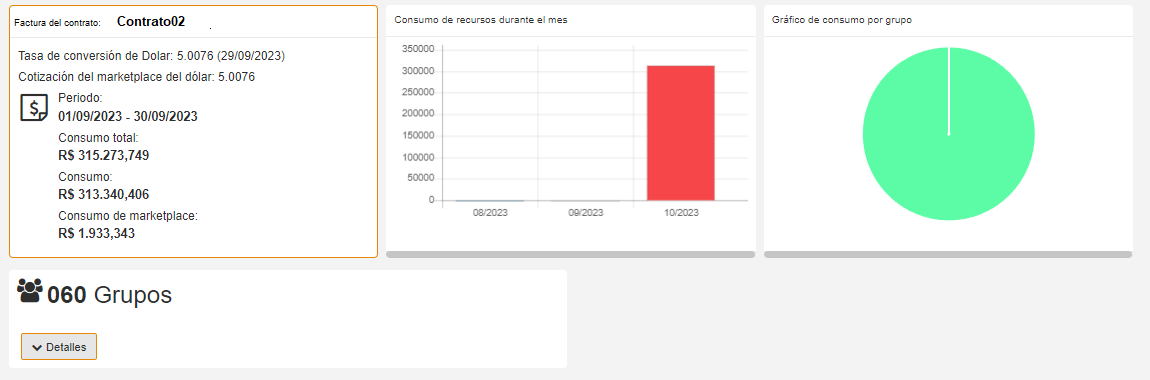 Factura del contrato: Contrato02 .
Tasa de conversión de Dolar: 5.0076 (29/09/2023)
Cotización del marketplace del dólar: 5.0076
Periodo:
01/09/2023 - 30/09/2023
Consumo total:
R$ 315.273,749
Consumo:
R$ 313.340,406
Consumo de marketplace:
R$ 1.933,343
Consumo de recursos durante el mes
350000
300000
250000
200000
150000
100000
50000
0
08/2023 09/2023 10/2023
Gráfico de consumo por grupo
060 Grupos
Detalles